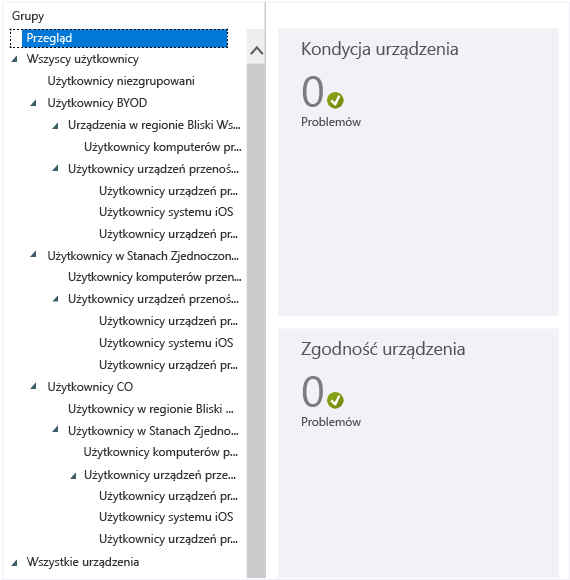 Grupy
Przegląd
Wszyscy użytkownicy
Użytkownicy niezgrupowani
Użytkownicy BYOD
Urządzenia w regionie Bliski Ws...
Użytkownicy komputerów pr...
Użytkownicy urządzeń przenoś...
Użytkownicy urządzeń pr...
Użytkownicy systemu iOS
Użytkownicy urządzeń pr...
Użytkownicy w Stanach Zjednoczon...
Użytkownicy komputerów przen...
Użytkownicy urządzeń przenoś...
Użytkownicy urządzeń pr...
Użytkownicy systemu iOS
Użytkownicy urządzeń pr...
Użytkownicy CO
Użytkownicy w regionie Bliski ...
Użytkownicy w Stanach Zjedno...
Użytkownicy komputerów p...
Użytkownicy urządzeń prze...
Użytkownicy urządzeń pr...
Użytkownicy systemu iOS
Użytkownicy urządzeń pr...
Wszystkie urządzenia
Kondycja urządzenia
0
Problemów
Zgodność urządzenia
0
Problemów